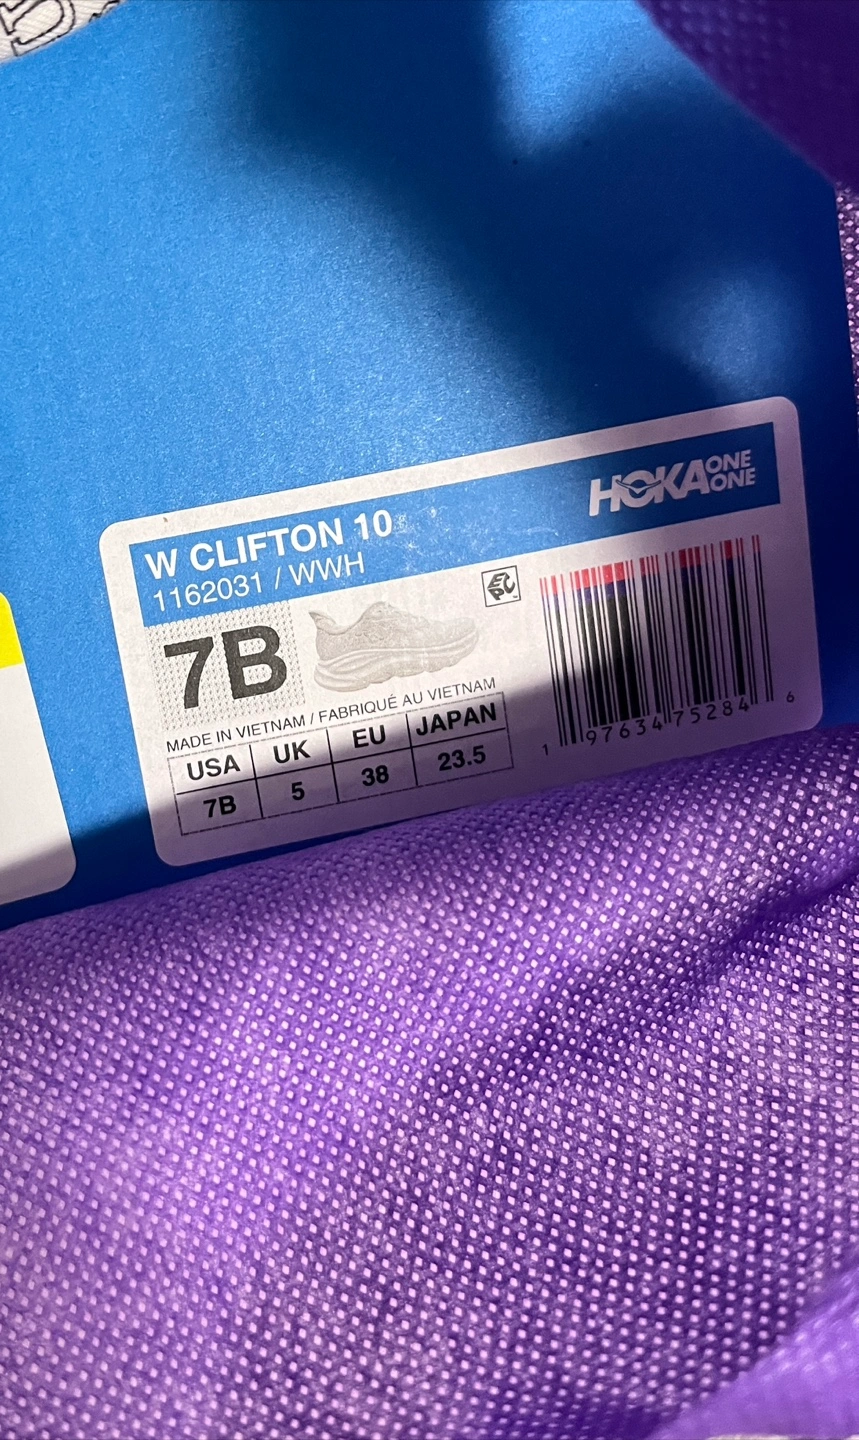 HOKA ONE ONE
W CLIFTON 10
1162031 / WWH
EPC
7B
MADE IN VIETNAM / FABRIQUÉ AU VIETNAM
USA UK EU JAPAN
7B 5 38 23.5
1 97634 75284 6